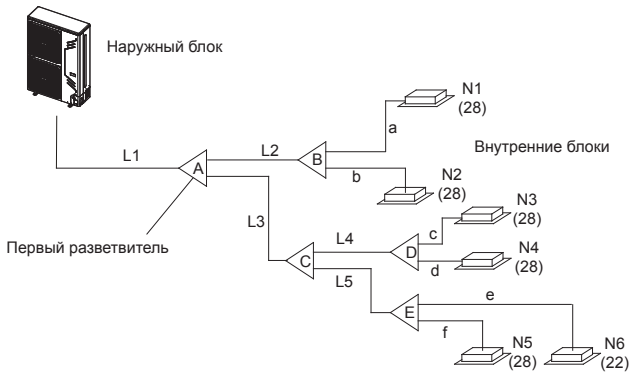 Наружный блок
N1
(28)
a
L1
L2
A
B
Внутренние блоки
b
N2
(28)
N3
(28)
L3
L4
c
Первый разветвитель
D
N4
(28)
C
d
L5
e
E
f
N5
(28)
N6
(22)